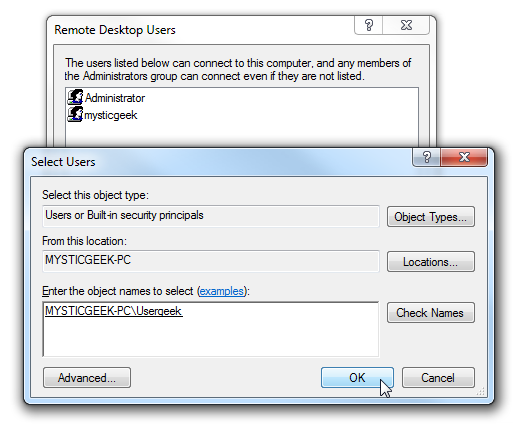 Remote Desktop Users
The users listed below can connect to this computer, and any members
of the Administrators group can connect even if they are not listed.
Administrator
mysticgeek
Select Users
Select this object type:
Users or Built-in security principals
Object Types...
From this location:
MYSTICGEEK-PC
Locations...
Enter the object names to select (examples):
MYSTICGEEK-PC\Usergeek
Check Names
Advanced...
OK
Cancel